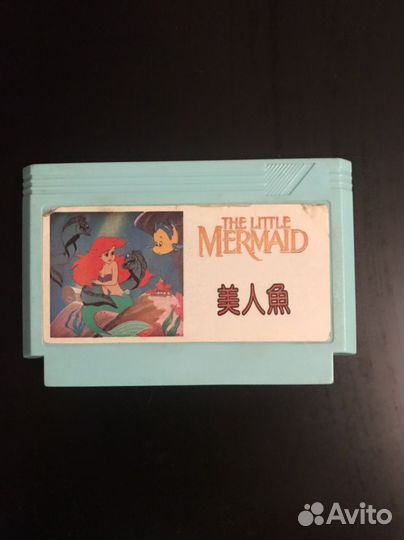 THE LITTLE
MERMAID
美人魚
Avito